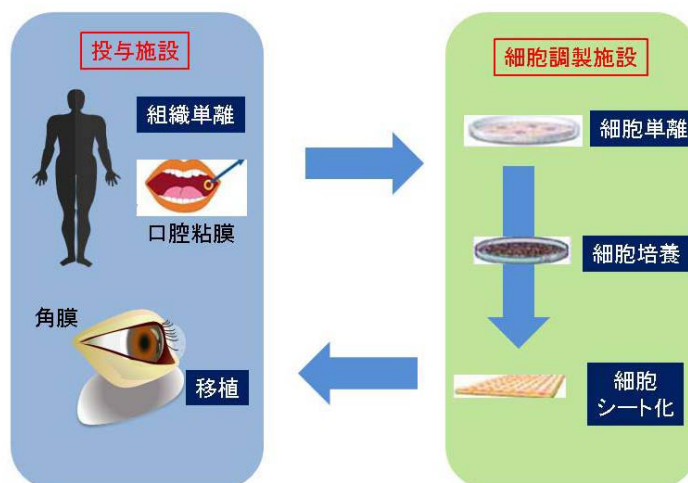 投与施設
組織単離
口腔粘膜
角膜
移植
細胞調製施設
細胞単離
細胞培養
細胞
シート化